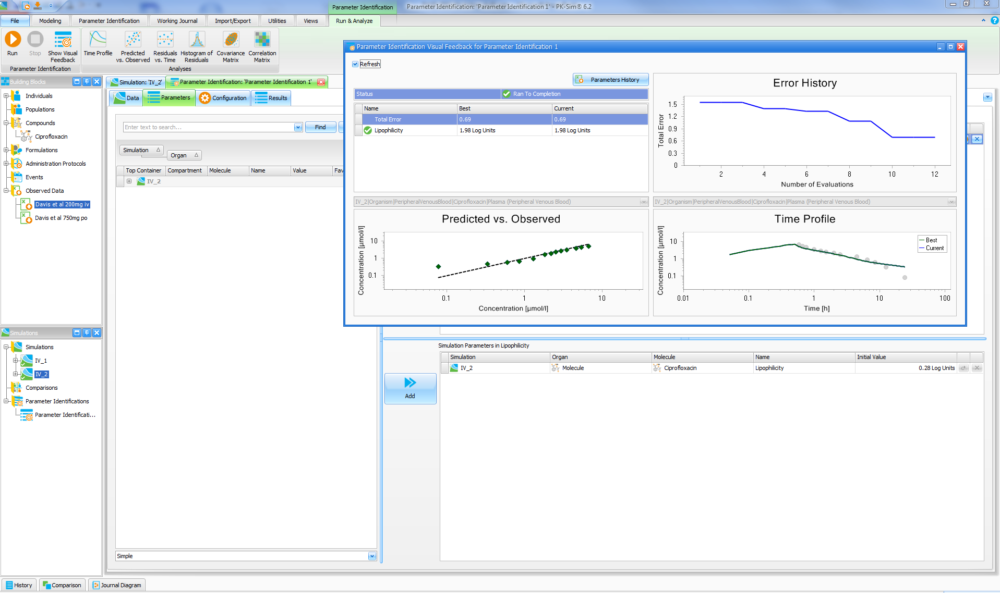 Parameter Identification
Parameter Identification: 'Parameter Identification 1' - PK-Sim® 6.2
File
Modeling
Parameter Identification
Working Journal
Import/Export
Utilities
Views
Run & Analyze
Run
Stop
Show Visual
Feedback
Time Profile
Predicted
vs. Observed
Residuals
vs. Time
Histogram of
Residuals
Covariance
Matrix
Correlation
Matrix
Parameter Identification
Analyses
Building Blocks
Individuals
Populations
Compounds
Ciprofloxacin
Formulations
Administration Protocols
Events
Observed Data
Davis et al 200mg iv
Davis et al 750mg po
Simulations
Simulations
IV_1
IV_2
Comparisons
Parameter Identifications
Parameter Identificati...
Simulation: 'IV_2'
Parameter Identification: 'Parameter Identification 1'
Data
Parameters
Configuration
Results
Enter text to search...
Find
Simulation
Organ
Top Container
Compartment
Molecule
Name
Value
Fav
IV_2
Simple
Parameter Identification Visual Feedback for Parameter Identification 1
Refresh
Parameters History
Status
Ran To Completion
Name
Best
Current
Total Error
0.69
0.69
Lipophilicity
1.98 Log Units
1.98 Log Units
Error History
Total Error
1.5
1.2
0.9
0.6
0.3
0
2
4
6
8
10
12
Number of Evaluations
IV_2|Organism|PeripheralVenousBlood|Ciprofloxacin|Plasma (Peripheral Venous Blood)
IV_2|Organism|PeripheralVenousBlood|Ciprofloxacin|Plasma (Peripheral Venous Blood)
Predicted vs. Observed
Concentration [µmol/l]
10
1
0.1
0.1
1
10
Concentration [µmol/l]
Time Profile
Concentration [µmol/l]
10
1
0.1
Best
Current
0.01
0.1
1
10
100
Time [h]
Simulation Parameters in Lipophilicity
Simulation
Organ
Molecule
Name
Initial Value
IV_2
Molecule
Ciprofloxacin
Lipophilicity
0.28 Log Units
Add
History
Comparison
Journal Diagram